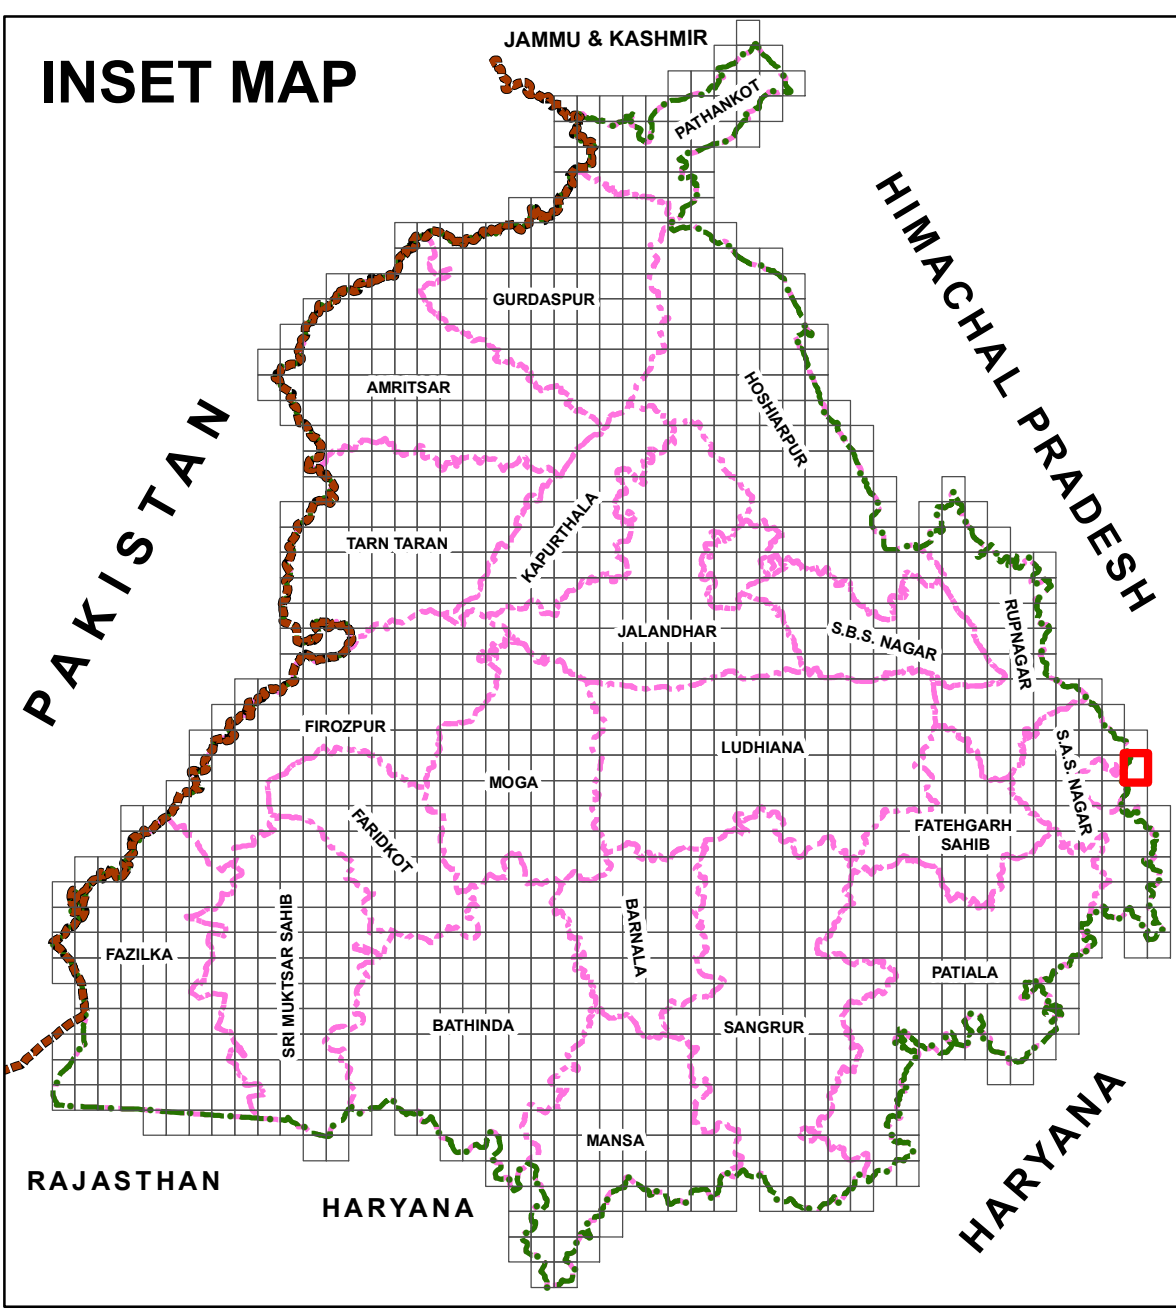 JAMMU & KASHMIR
INSET MAP
PATHANKOT
HIMACHAL PRADESH
GURDASPUR
AMRITSAR
HOSHIARPUR
PAKISTAN
KAPURTHALA
TARN TARAN
JALANDHAR
S.B.S. NAGAR
RUPNAGAR
FIROZPUR
LUDHIANA
S.A.S. NAGAR
MOGA
FARIDKOT
FATEHGARH
SAHIB
SRI MUKTSAR SAHIB
BARNALA
FAZILKA
PATIALA
BATHINDA
SANGRUR
MANSA
HARYANA
RAJASTHAN
HARYANA